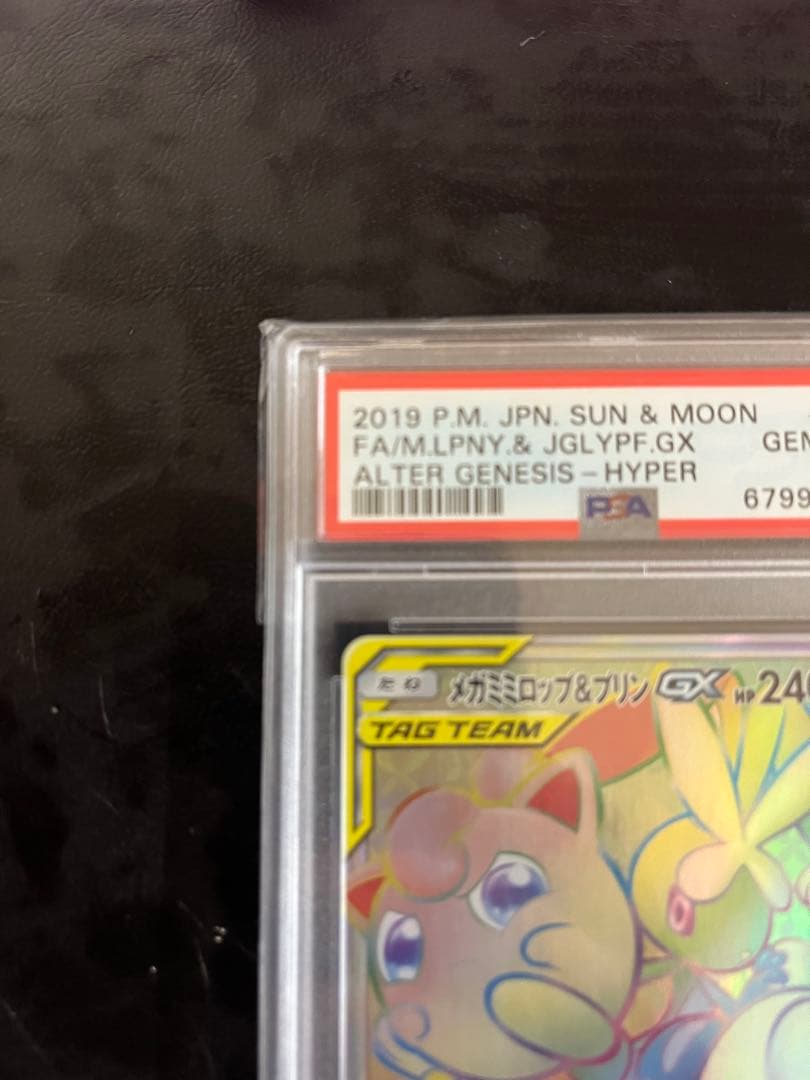 2019 P.M. JPN. SUN & MOON
FA/M.LPNY.& JGLYPF.GX GEM
ALTER GENESIS – HYPER
PSA 6799
たね メガミミロップ&プリン GX HP 240
TAG TEAM